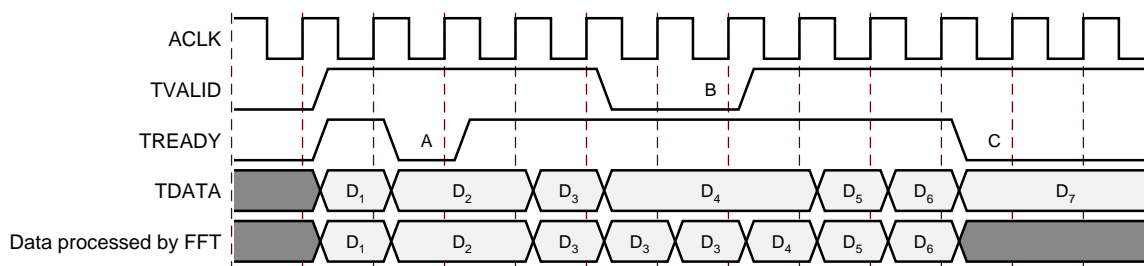 ACLK
TVALID B
TREADY A C
TDATA D₁ D₂ D₃ D₄ D₅ D₆ D₇
Data processed by FFT D₁ D₂ D₃ D₃ D₃ D₄ D₅ D₆